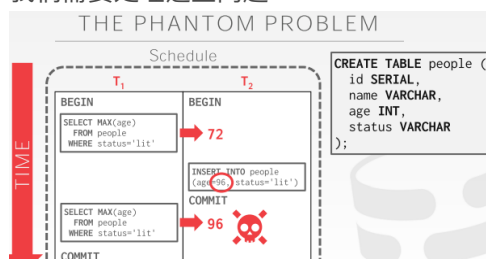 THE PHANTOM PROBLEM
Schedule
T1
T2
TIME
BEGIN
BEGIN
SELECT MAX(age)
FROM people
WHERE status='lit'
72
INSERT INTO people
(age=96, status='lit')
COMMIT
SELECT MAX(age)
FROM people
WHERE status='lit'
96
COMMIT
CREATE TABLE people (
id SERIAL,
name VARCHAR,
age INT,
status VARCHAR
);